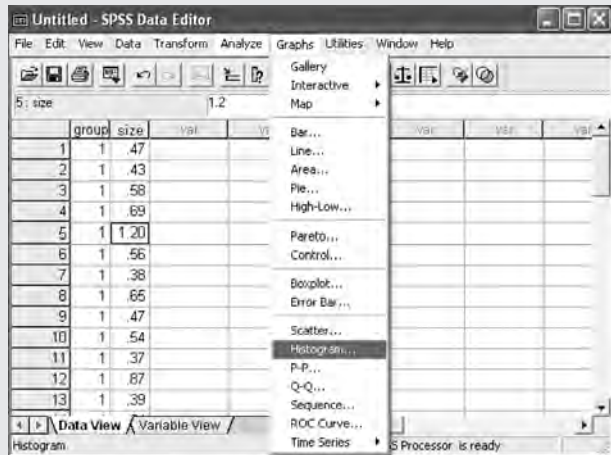 Untitled - SPSS Data Editor
File Edit View Data Transform Analyze Graphs Utilities Window Help
5 : size 1.2
group size var var var var
1 1 .47
2 1 .43
3 1 .58
4 1 .69
5 1 1.20
6 1 .56
7 1 .38
8 1 .65
9 1 .47
10 1 .54
11 1 .37
12 1 .87
13 1 .39
Gallery
Interactive
Map
Bar...
Line...
Area...
Pie...
High-Low...
Pareto...
Control...
Boxplot...
Error Bar...
Scatter...
Histogram...
P-P...
Q-Q...
Sequence...
ROC Curve...
Time Series
Data View Variable View
Histogram Processor is ready